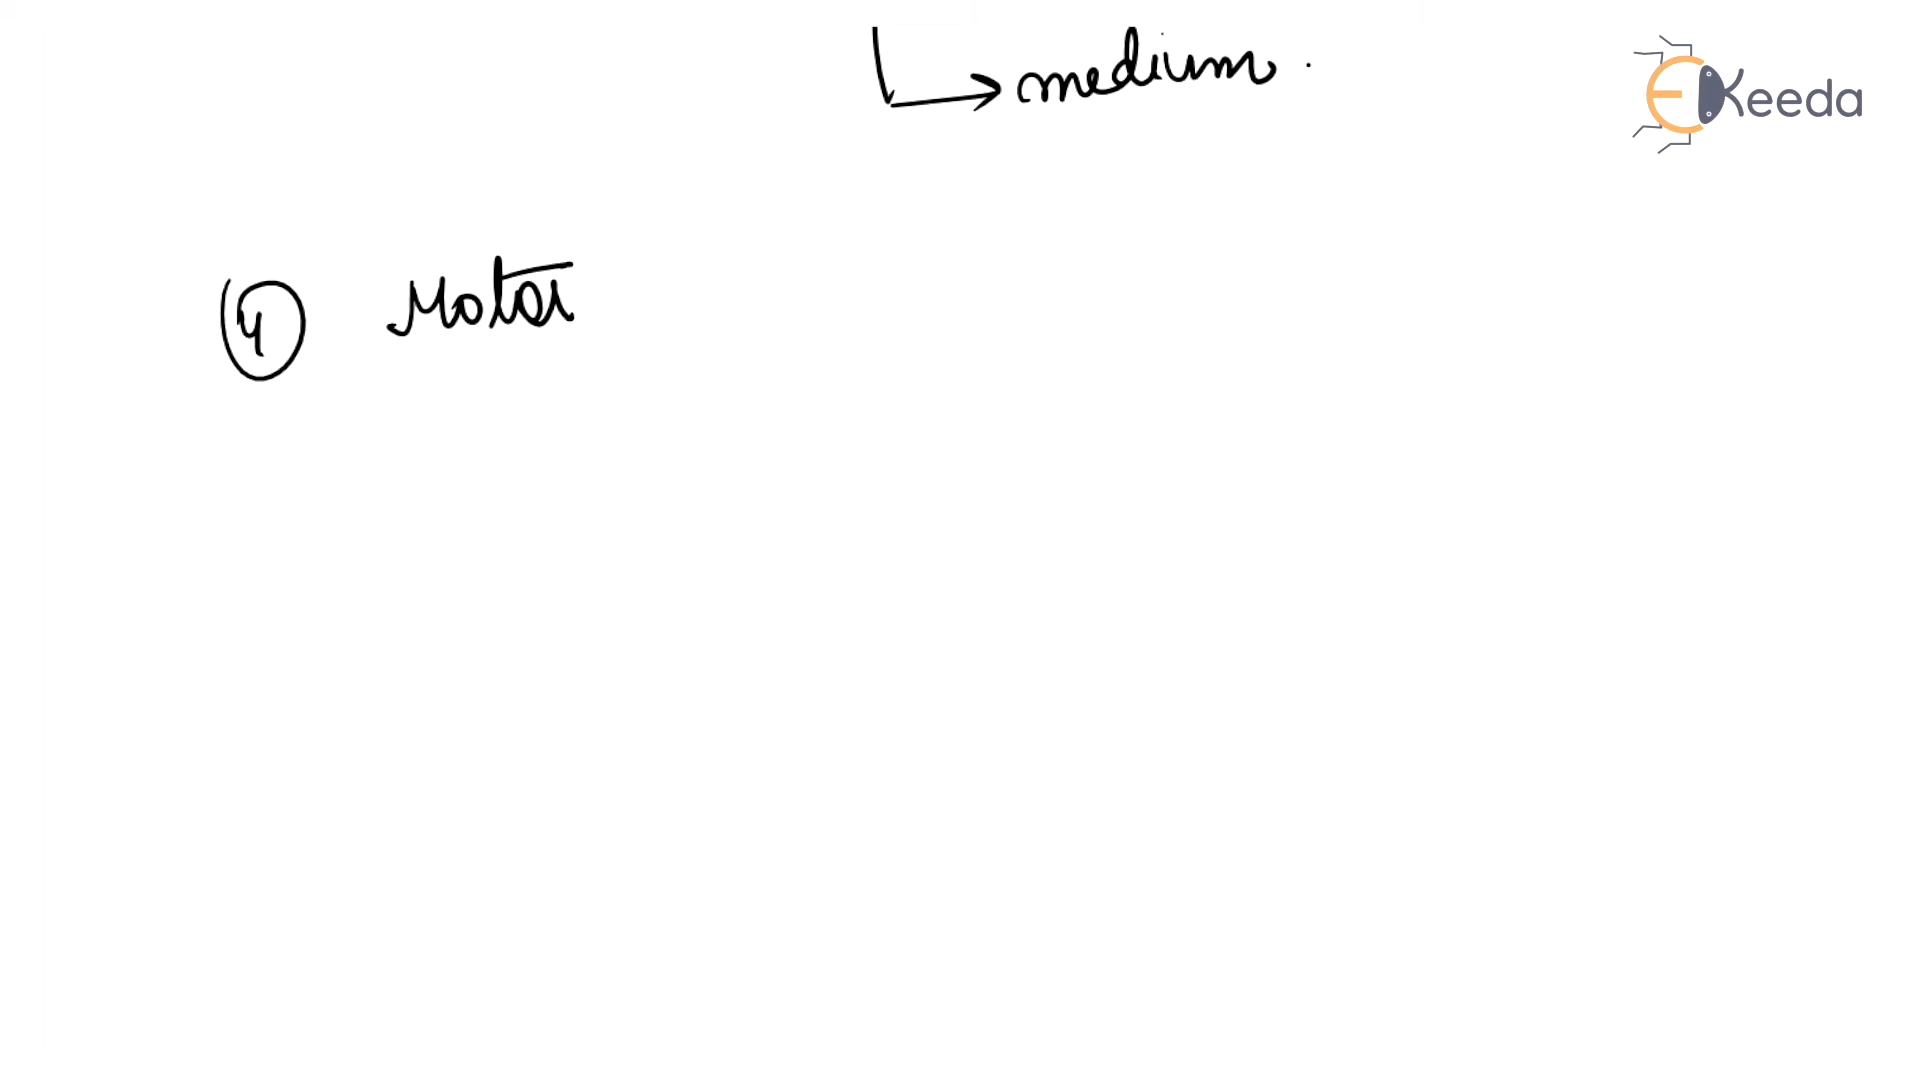 → medium.
EKeeda
④ Motor